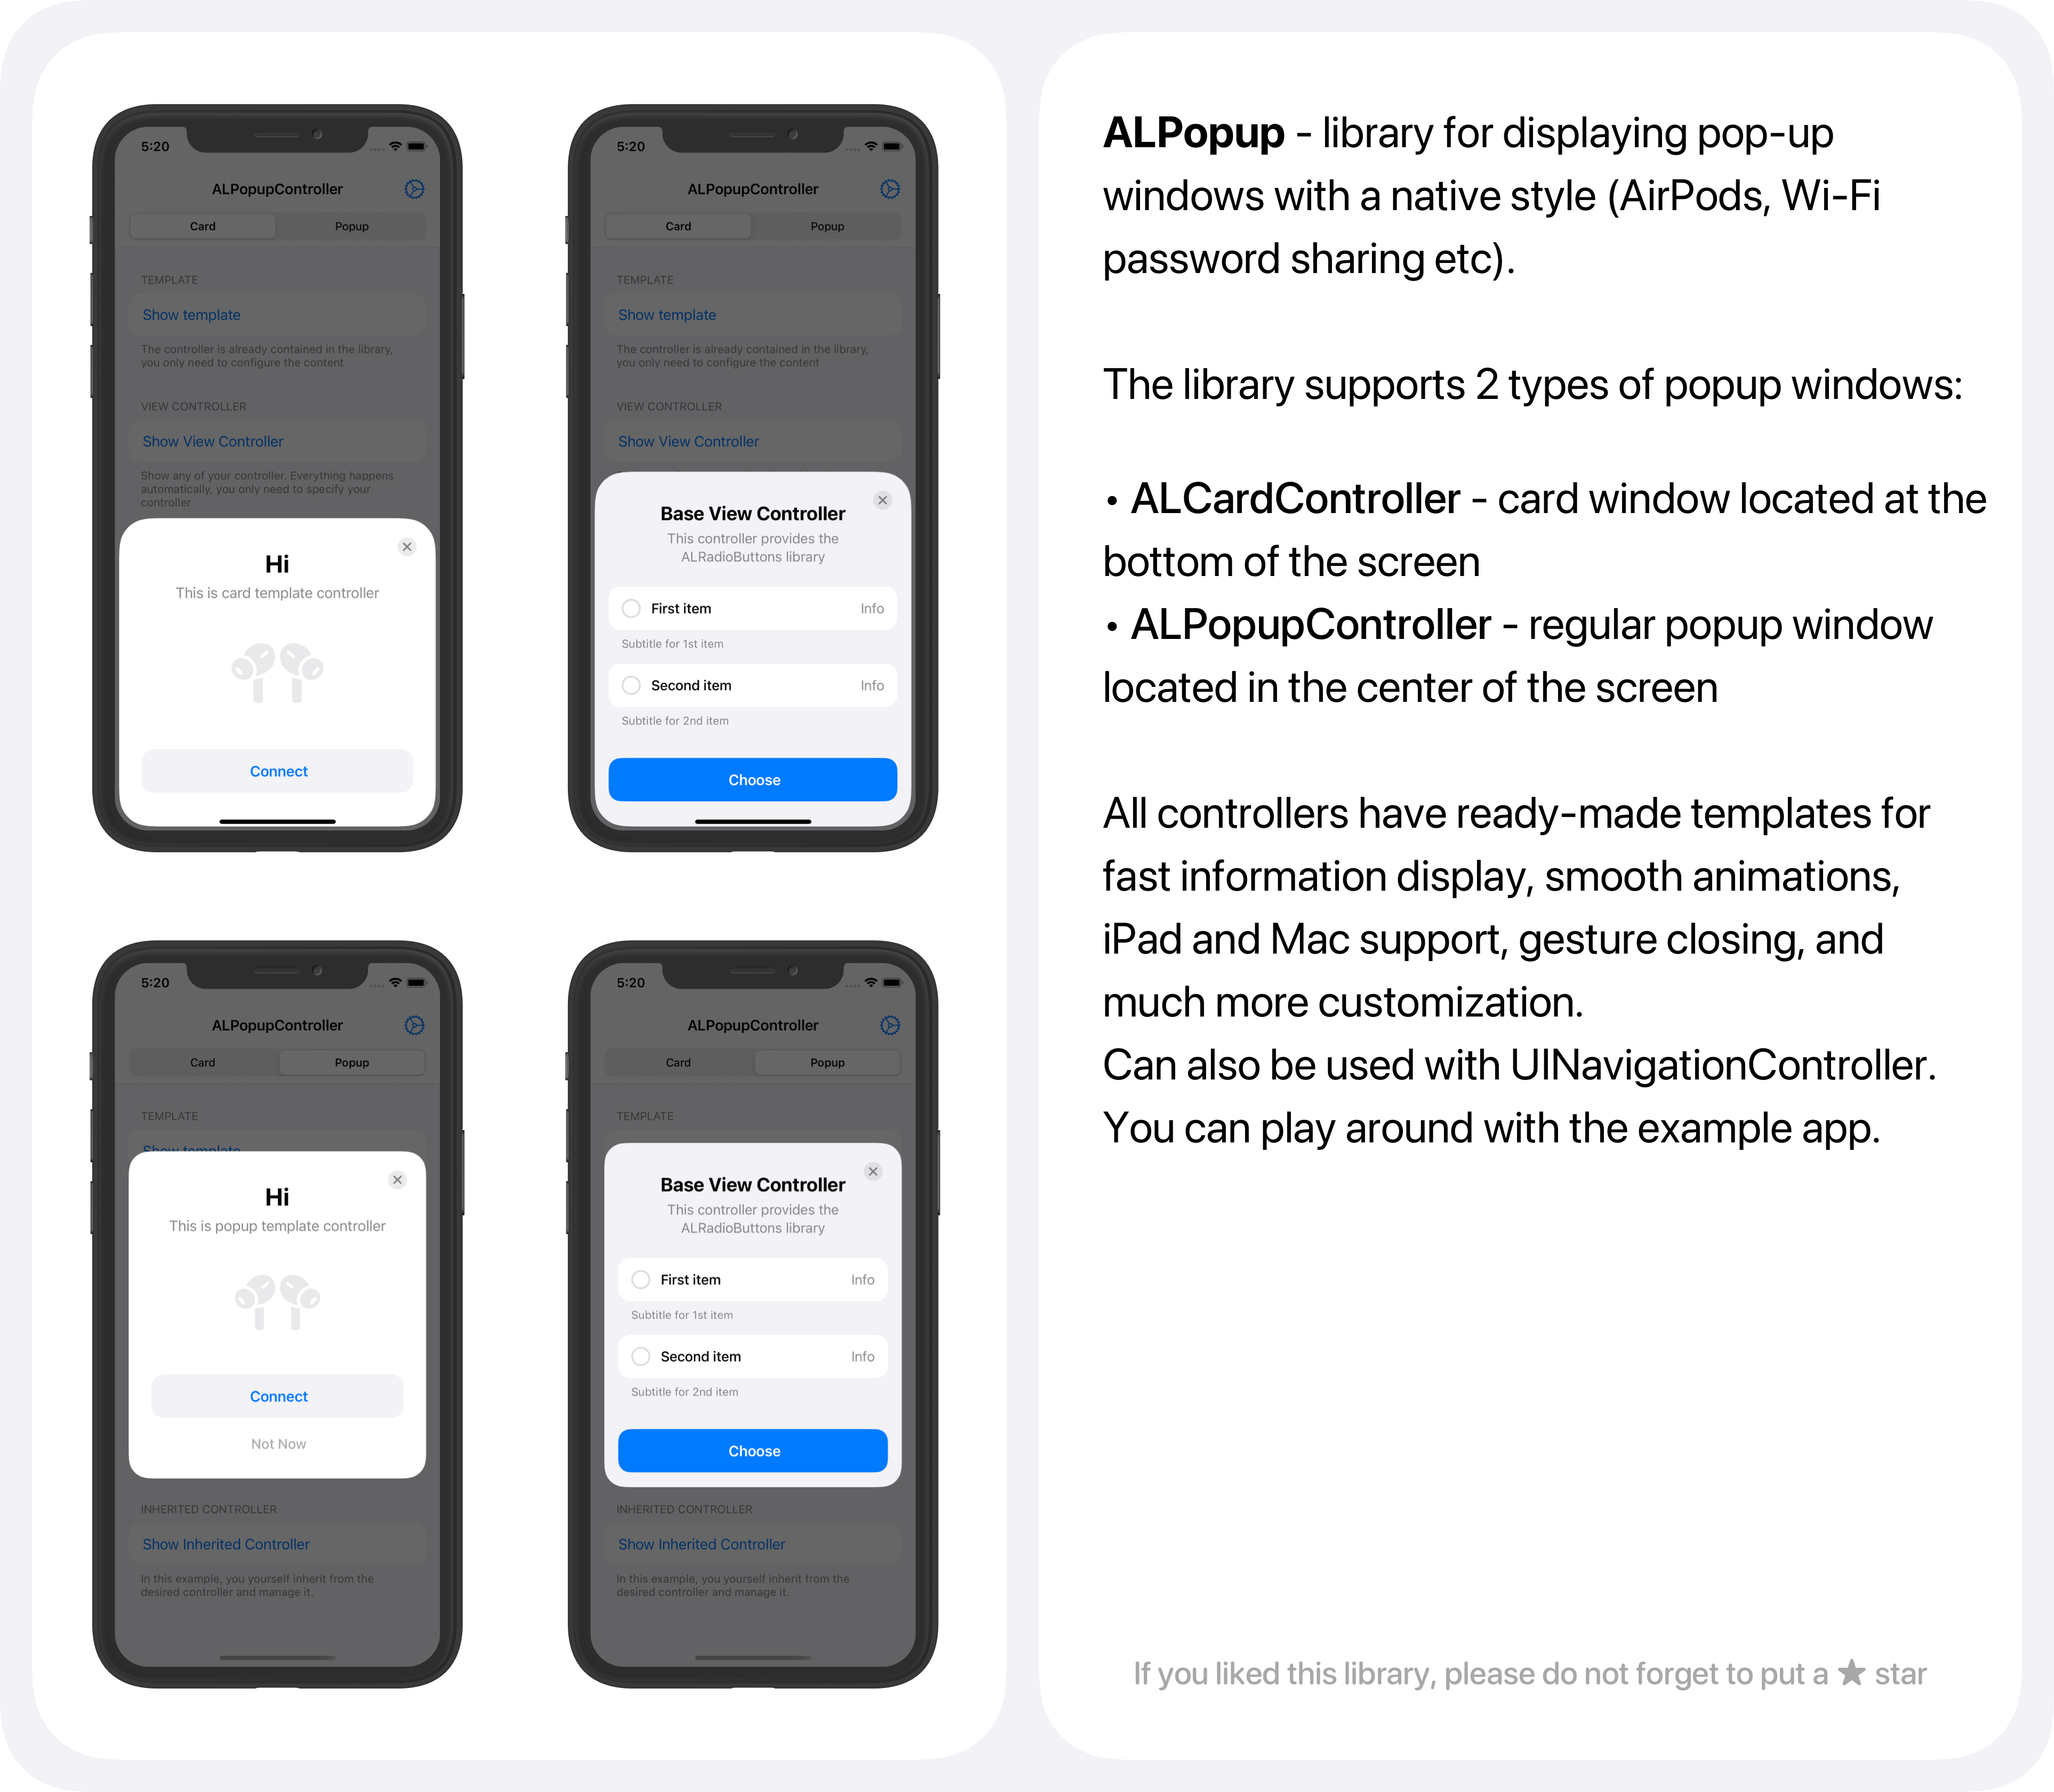 5:20
ALPopupController
Card Popup
TEMPLATE
Show template
The controller is already contained in the library,
you only need to configure the content
VIEW CONTROLLER
Show View Controller
Show any of your controller. Everything happens
automatically, you only need to specify your
controller
Hi
This is card template controller
Connect
5:20
ALPopupController
Card Popup
TEMPLATE
Show template
The controller is already contained in the library,
you only need to configure the content
VIEW CONTROLLER
Show View Controller
Base View Controller
This controller provides the
ALRadioButtons library
First item Info
Subtitle for 1st item
Second item Info
Subtitle for 2nd item
Choose
5:20
ALPopupController
Card Popup
TEMPLATE
Show template
Hi
This is popup template controller
Connect
Not Now
INHERITED CONTROLLER
Show Inherited Controller
In this example, you yourself inherit from the
desired controller and manage it.
5:20
ALPopupController
Card Popup
TEMPLATE
Base View Controller
This controller provides the
ALRadioButtons library
First item Info
Subtitle for 1st item
Second item Info
Subtitle for 2nd item
Choose
INHERITED CONTROLLER
Show Inherited Controller
In this example, you yourself inherit from the
desired controller and manage it.
ALPopup - library for displaying pop-up
windows with a native style (AirPods, Wi-Fi
password sharing etc).
The library supports 2 types of popup windows:
• ALCardController - card window located at the
bottom of the screen
• ALPopupController - regular popup window
located in the center of the screen
All controllers have ready-made templates for
fast information display, smooth animations,
iPad and Mac support, gesture closing, and
much more customization.
Can also be used with UINavigationController.
You can play around with the example app.
If you liked this library, please do not forget to put a ★ star